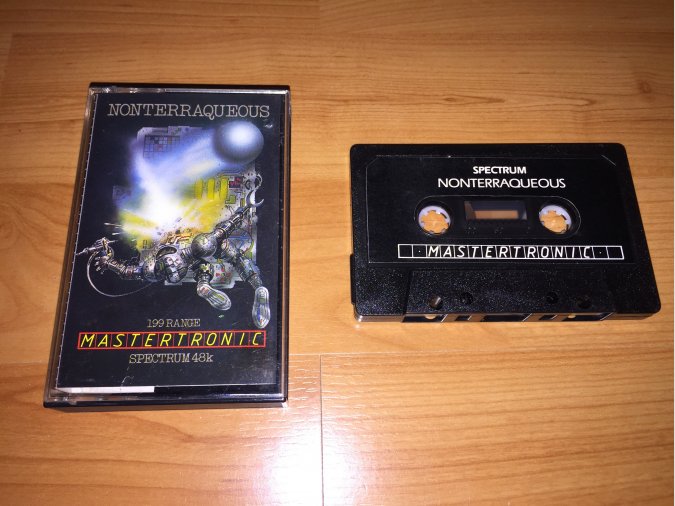 NONTERRAQUEOUS
199 RANGE
MASTERTRONIC
SPECTRUM 48k
SPECTRUM
NONTERRAQUEOUS
MASTERTRONIC